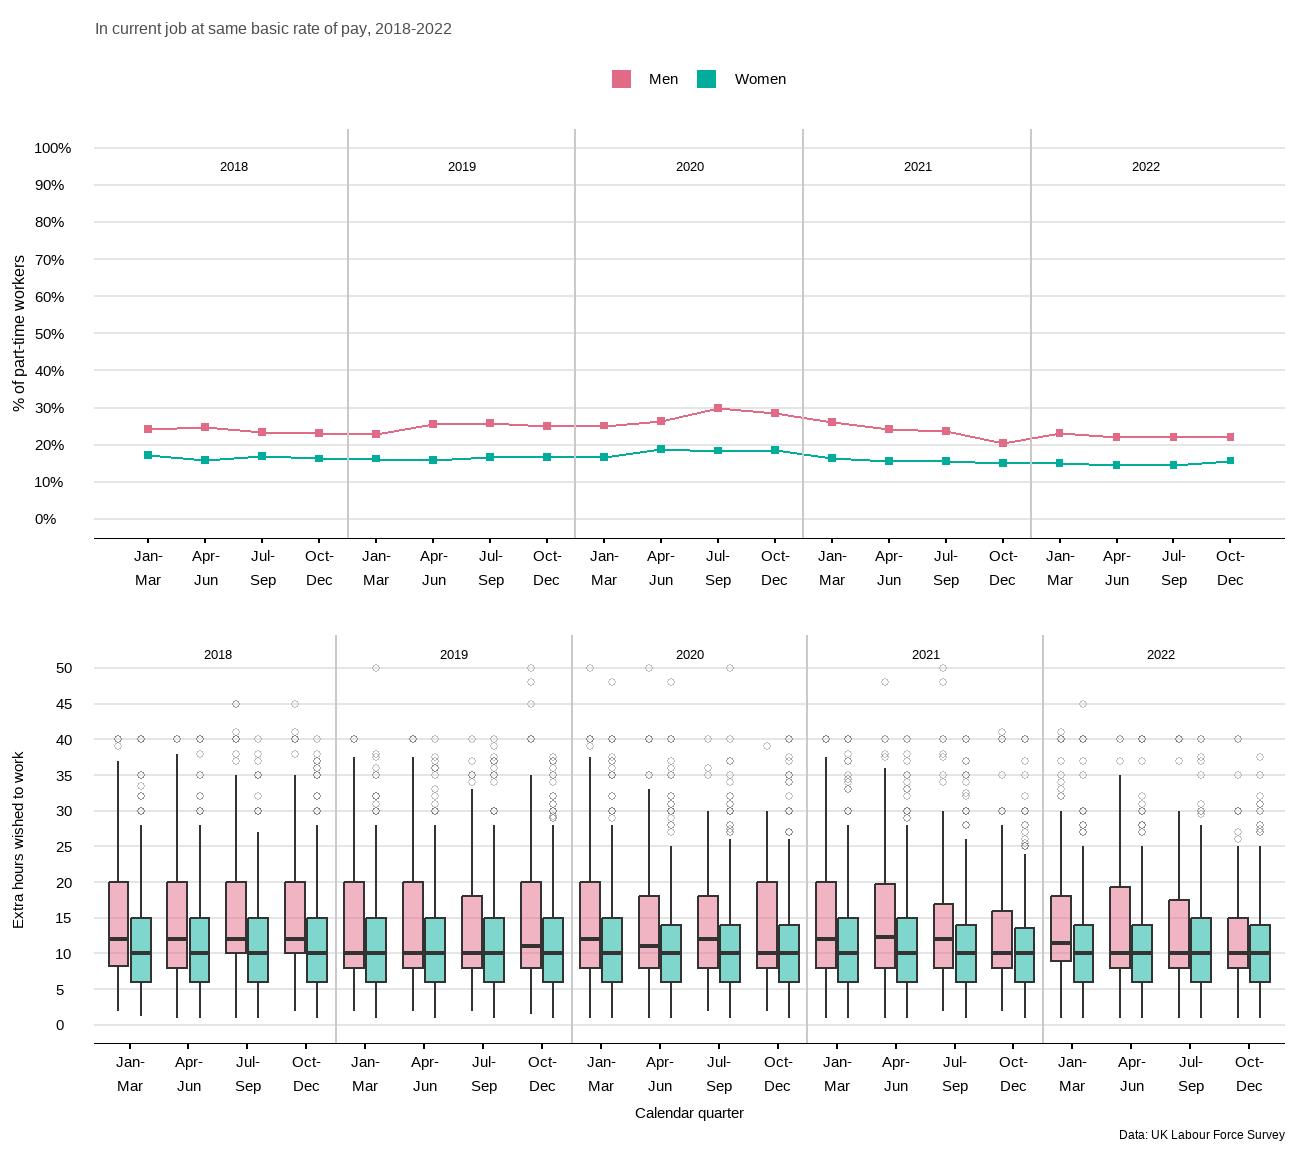 In current job at same basic rate of pay, 2018-2022
Men Women
% of part-time workers
100%
90%
80%
70%
60%
50%
40%
30%
20%
10%
0%
2018 2019 2020 2021 2022
Jan- Apr- Jul- Oct- Jan- Apr- Jul- Oct- Jan- Apr- Jul- Oct- Jan- Apr- Jul- Oct- Jan- Apr- Jul- Oct-
Mar Jun Sep Dec Mar Jun Sep Dec Mar Jun Sep Dec Mar Jun Sep Dec Mar Jun Sep Dec
Extra hours wished to work
50
45
40
35
30
25
20
15
10
5
0
2018 2019 2020 2021 2022
Jan- Apr- Jul- Oct- Jan- Apr- Jul- Oct- Jan- Apr- Jul- Oct- Jan- Apr- Jul- Oct- Jan- Apr- Jul- Oct-
Mar Jun Sep Dec Mar Jun Sep Dec Mar Jun Sep Dec Mar Jun Sep Dec Mar Jun Sep Dec
Calendar quarter
Data: UK Labour Force Survey